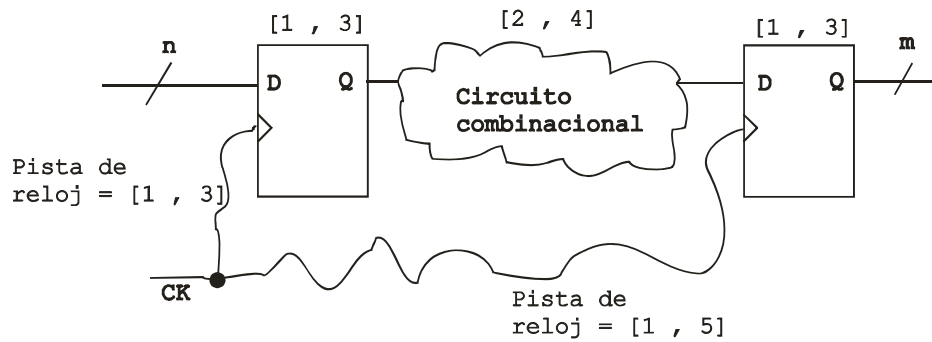 [1 , 3]
[2 , 4]
[1 , 3]
n
m
D
Q
D
Q
Circuito
combinacional
Pista de
reloj = [1 , 3]
CK
Pista de
reloj = [1 , 5]